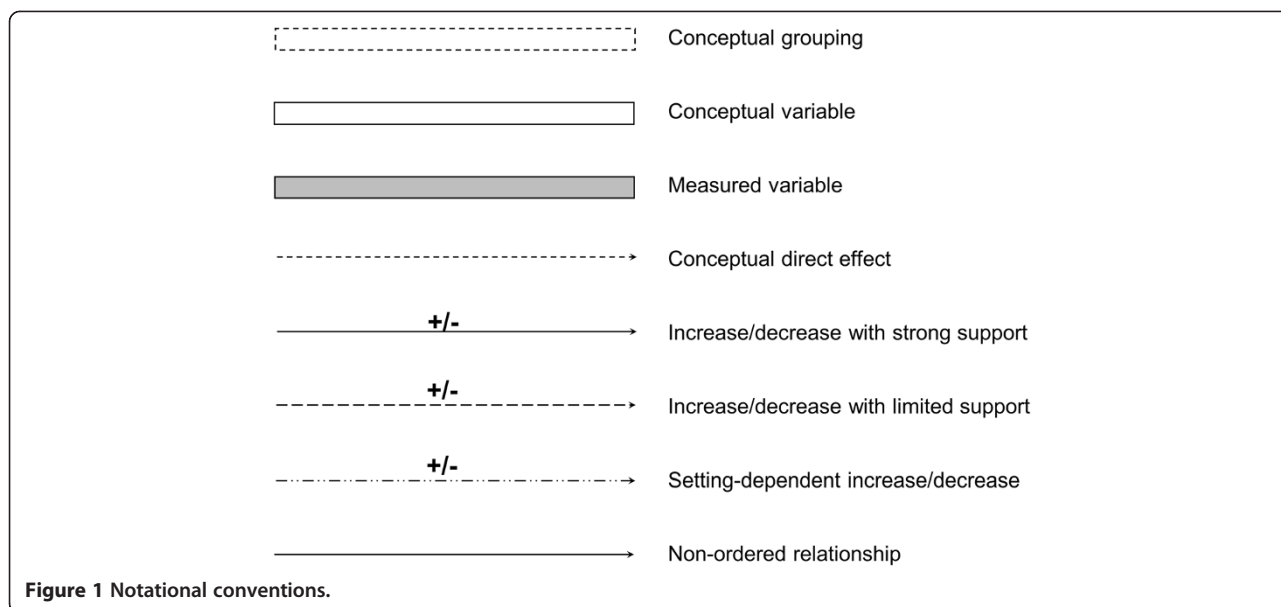 Conceptual grouping
Conceptual variable
Measured variable
Conceptual direct effect
+/-
Increase/decrease with strong support
+/-
Increase/decrease with limited support
+/-
Setting-dependent increase/decrease
Non-ordered relationship
Figure 1 Notational conventions.